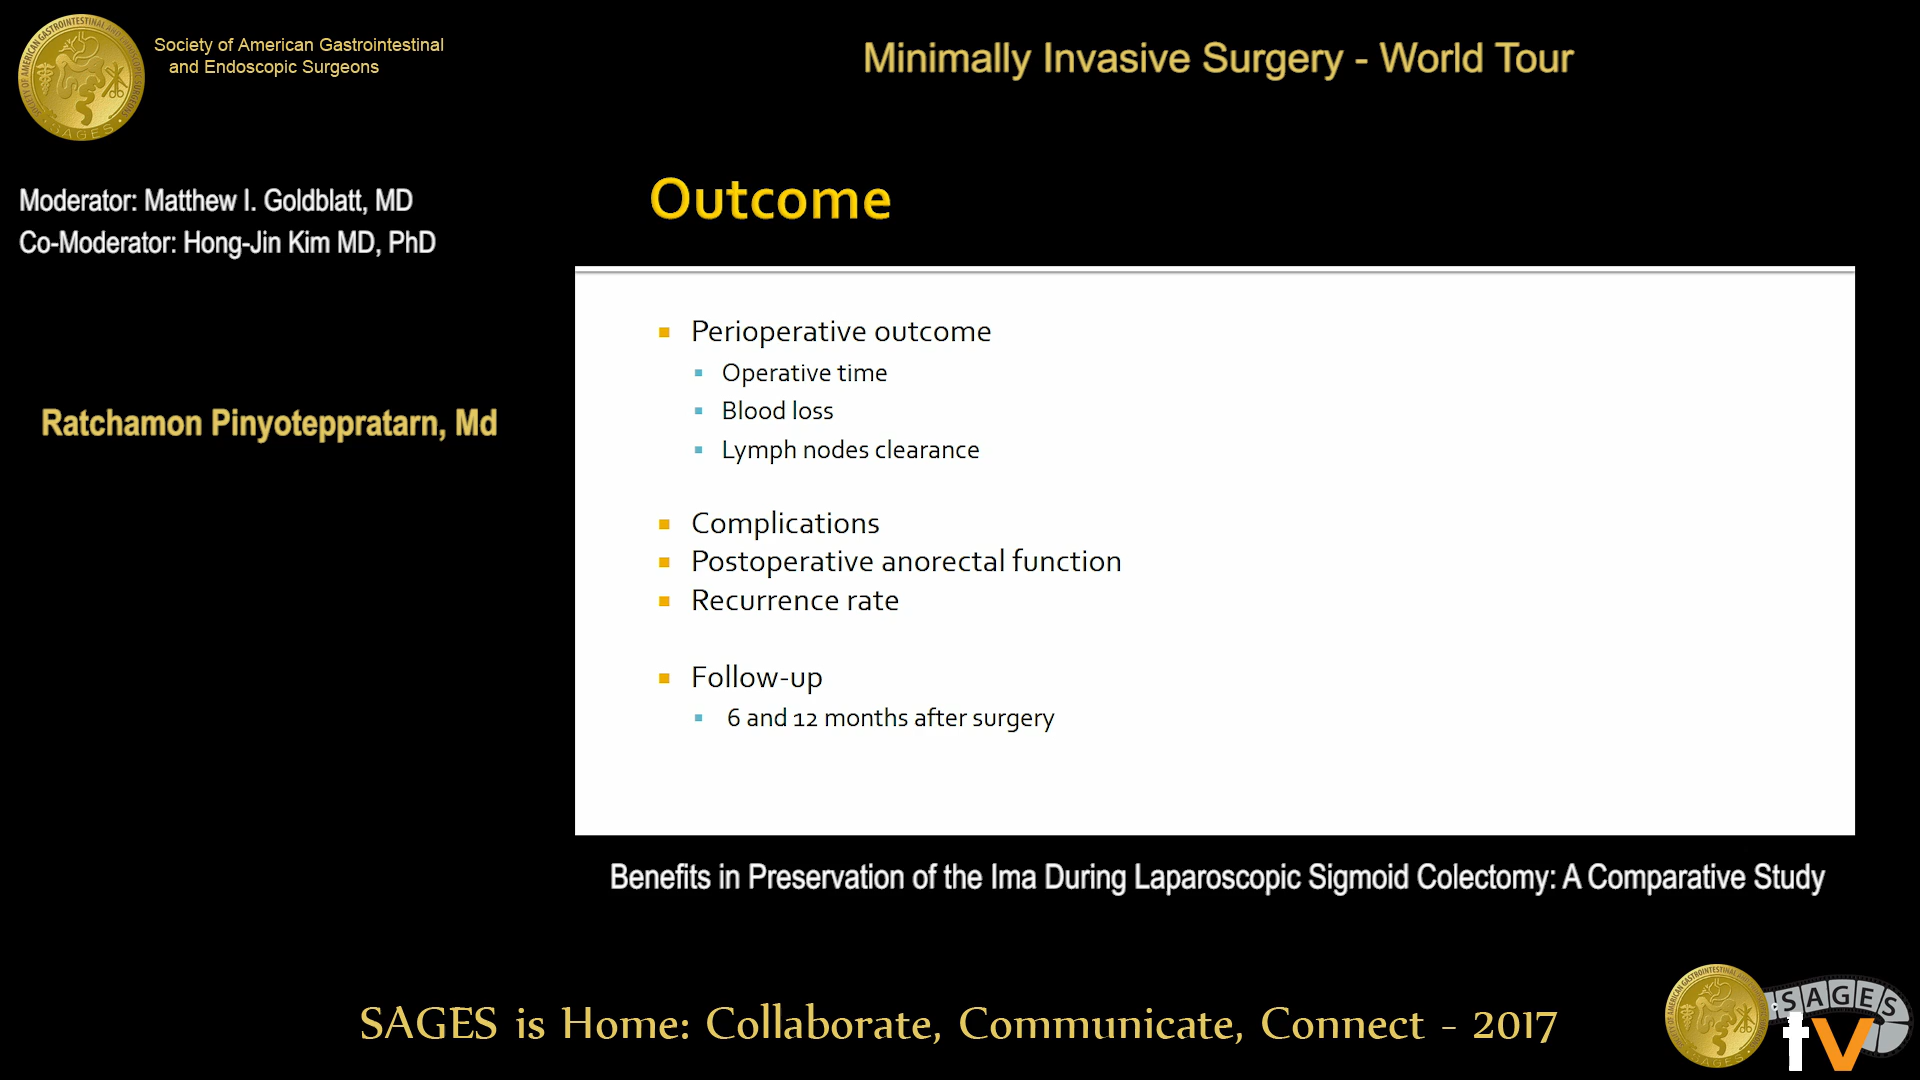 Society of American Gastrointestinal
and Endoscopic Surgeons
Minimally Invasive Surgery - World Tour
Moderator: Matthew I. Goldblatt, MD
Co-Moderator: Hong-Jin Kim MD, PhD
Ratchamon Pinyoteppratarn, Md
Outcome
Perioperative outcome
Operative time
Blood loss
Lymph nodes clearance
Complications
Postoperative anorectal function
Recurrence rate
Follow-up
6 and 12 months after surgery
Benefits in Preservation of the Ima During Laparoscopic Sigmoid Colectomy: A Comparative Study
SAGES is Home: Collaborate, Communicate, Connect - 2017
SAGES
tv
SAGES